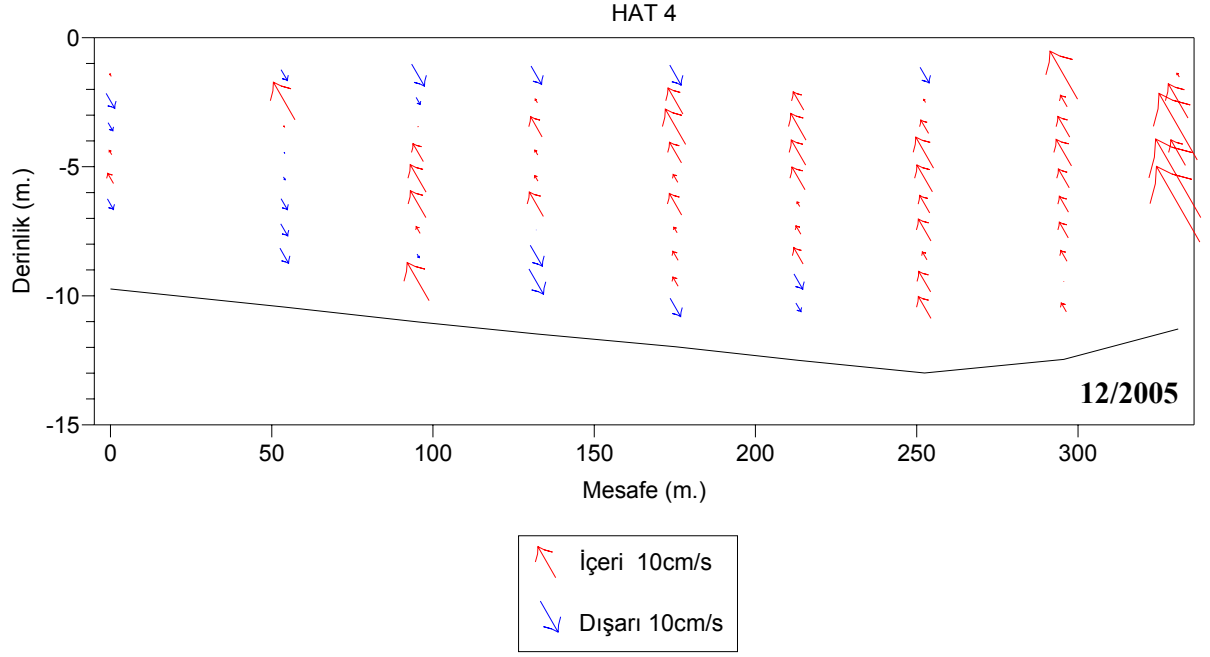 HAT 4
0
-5
-10
-15
Derinlik (m.)
12/2005
0 50 100 150 200 250 300
Mesafe (m.)
İçeri 10cm/s
Dışarı 10cm/s